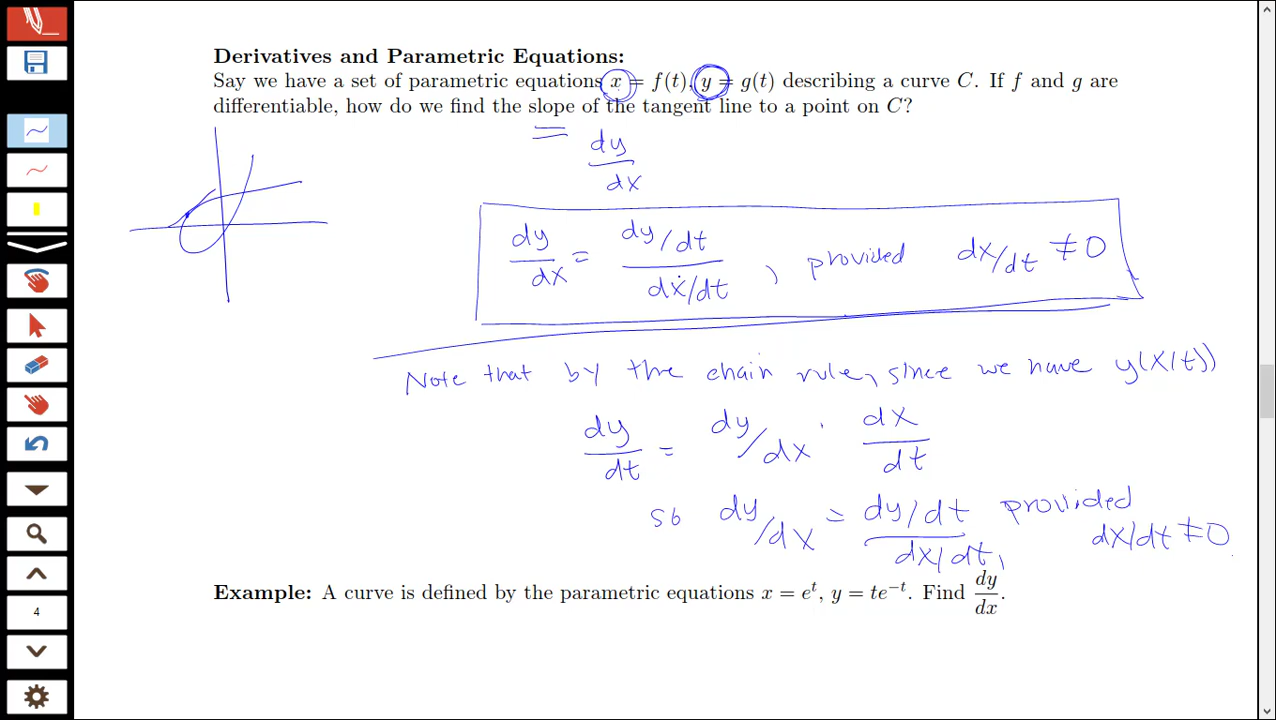 Derivatives and Parametric Equations:
Say we have a set of parametric equations x = f(t), y = g(t) describing a curve C. If f and g are
differentiable, how do we find the slope of the tangent line to a point on C?
= dy/dx
dy/dx = (dy/dt)/(dx/dt), provided dx/dt ≠ 0
Note that by the chain rule, since we have y(x(t))
dy/dt = dy/dx · dx/dt
so dy/dx = (dy/dt)/(dx/dt), provided
dx/dt ≠ 0
Example: A curve is defined by the parametric equations x = e^t, y = te^{-t}. Find dy/dx.
4